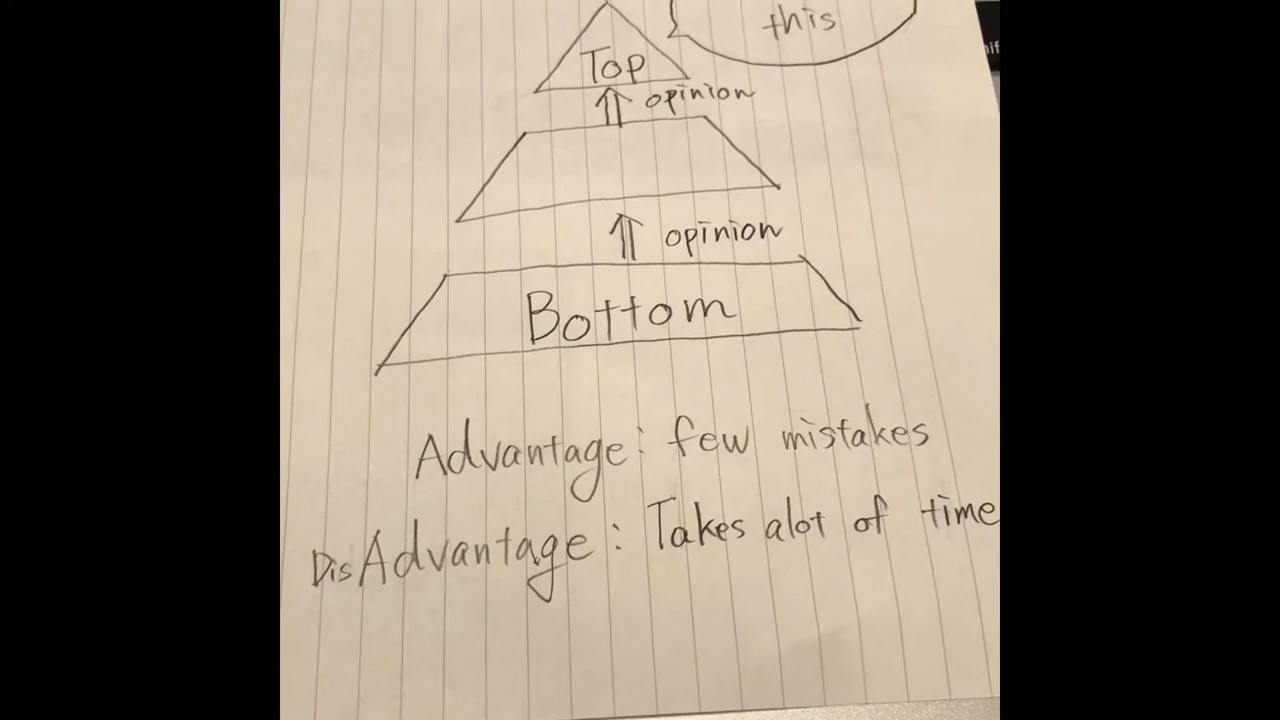 this
Top
opinion
opinion
Bottom
Advantage: few mistakes
DisAdvantage: Takes alot of time